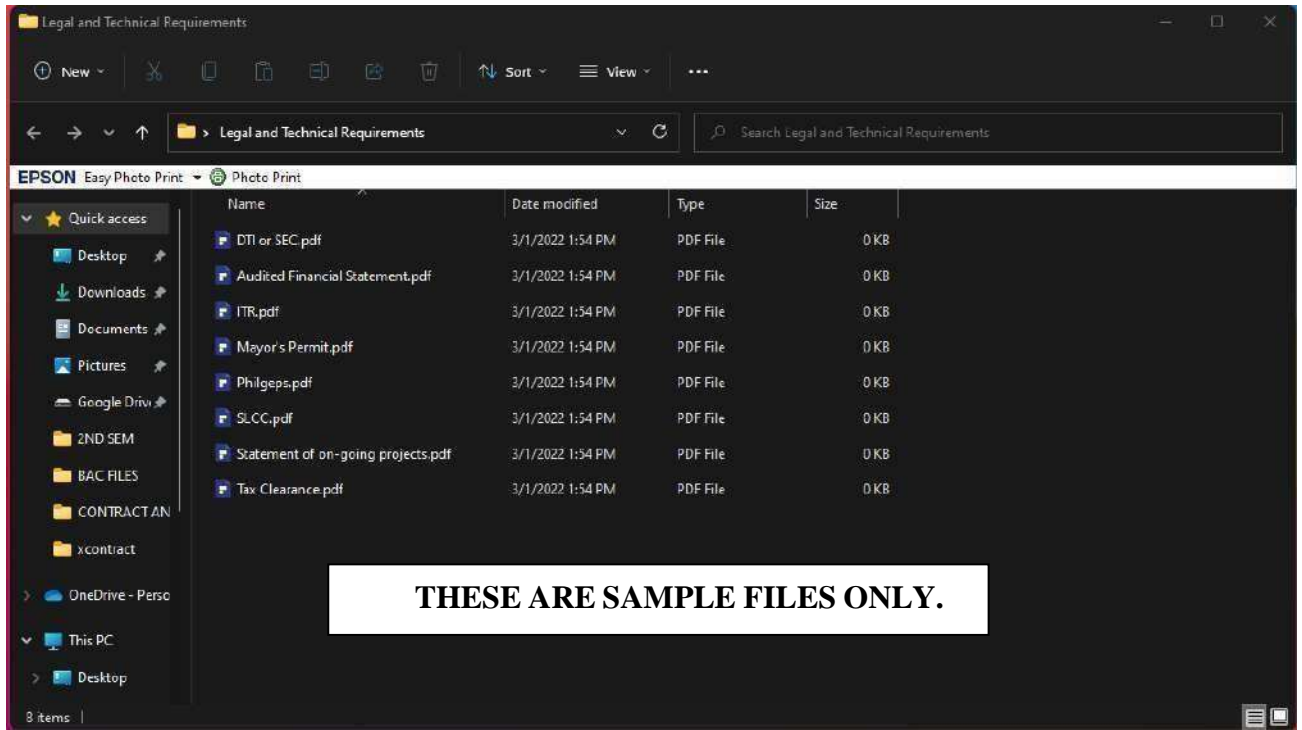 Legal and Technical Requirements
New
Sort
View
Legal and Technical Requirements
Search Legal and Technical Requirements
EPSON Easy Photo Print
Photo Print
Name Date modified Type Size
Quick access
Desktop
Downloads
Documents
Pictures
Google Driv
2ND SEM
BAC FILES
CONTRACT AN
xcontract
OneDrive - Perso
This PC
Desktop
DTI or SEC.pdf 3/1/2022 1:54 PM PDF File 0 KB
Audited Financial Statement.pdf 3/1/2022 1:54 PM PDF File 0 KB
ITR.pdf 3/1/2022 1:54 PM PDF File 0 KB
Mayor's Permit.pdf 3/1/2022 1:54 PM PDF File 0 KB
Philgeps.pdf 3/1/2022 1:54 PM PDF File 0 KB
SLCC.pdf 3/1/2022 1:54 PM PDF File 0 KB
Statement of on-going projects.pdf 3/1/2022 1:54 PM PDF File 0 KB
Tax Clearance.pdf 3/1/2022 1:54 PM PDF File 0 KB
THESE ARE SAMPLE FILES ONLY.
8 items